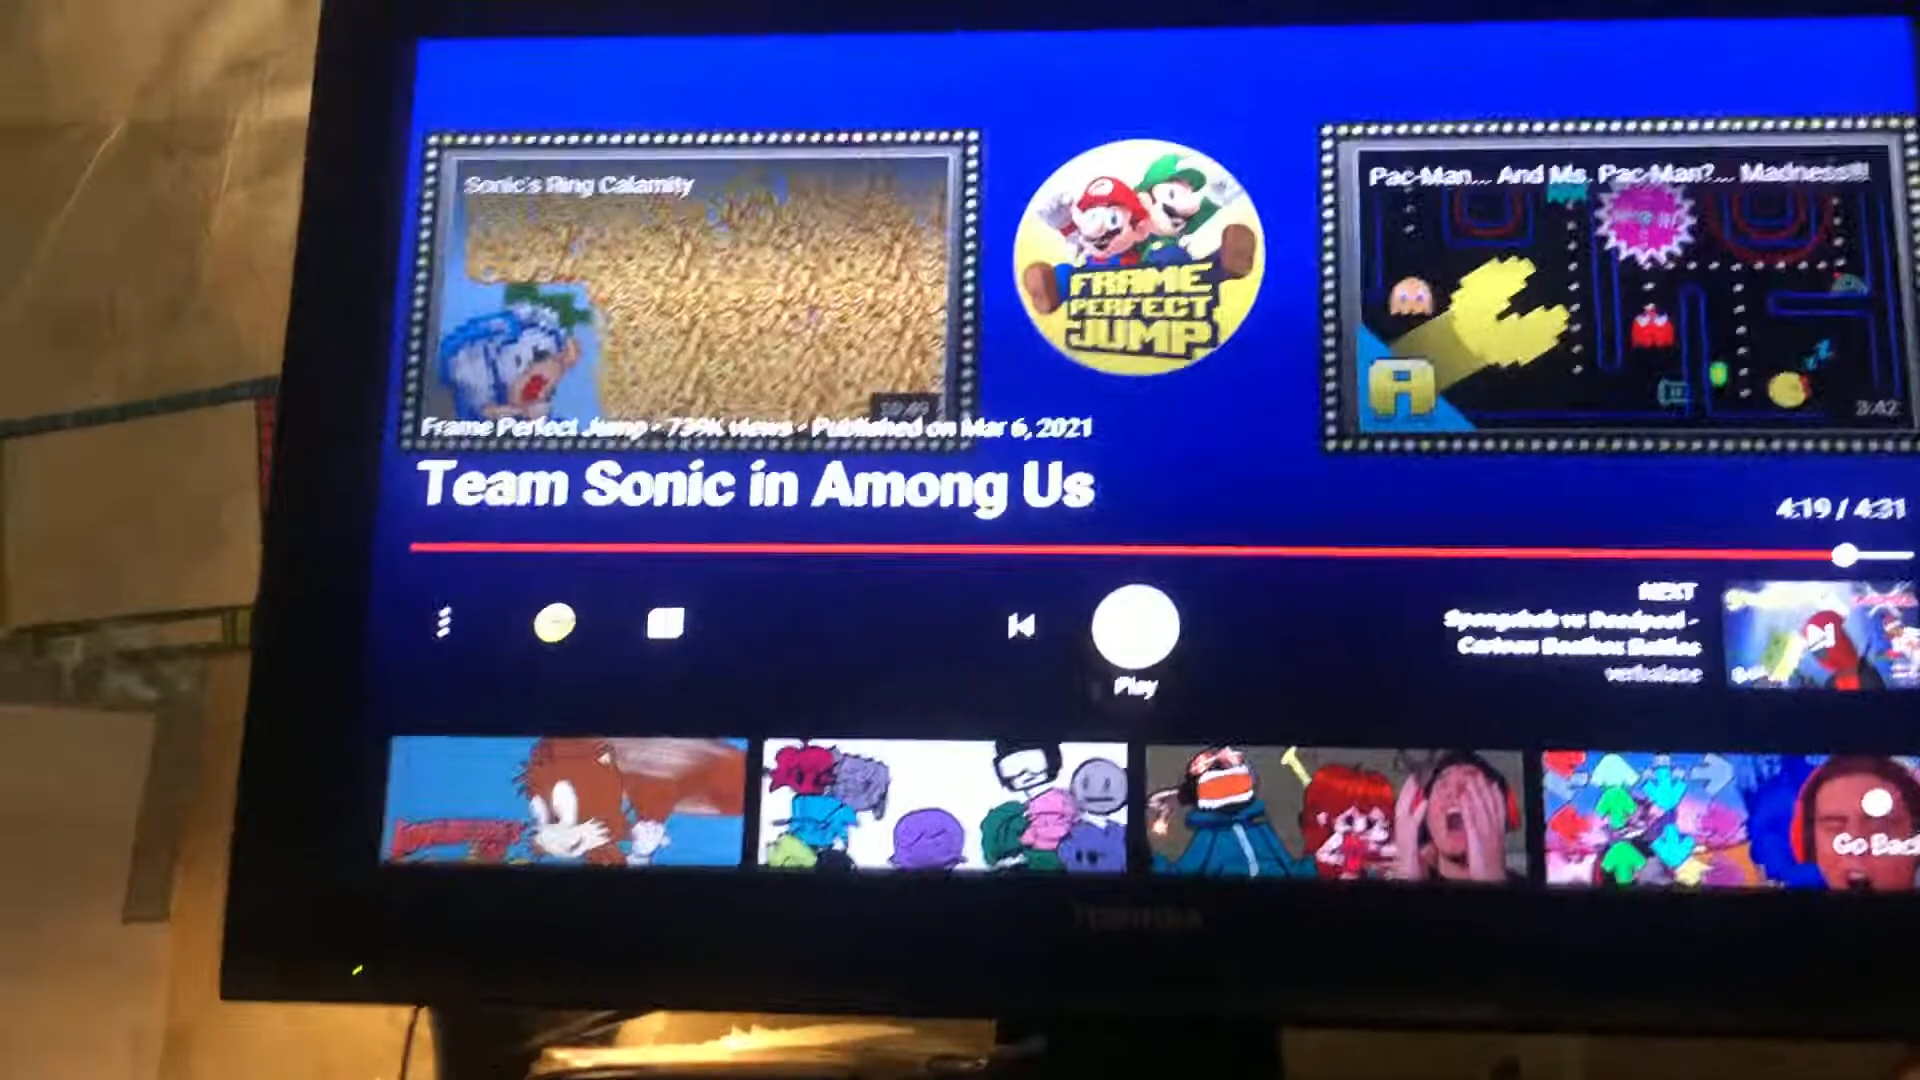 Sonic's Ring Calamity
Pac-Man... And Ms. Pac-Man?... Madness!!!
FRAME
PERFECT
JUMP
3:42
Frame Perfect Jump • 739K views • Published on Mar 6, 2021
Team Sonic in Among Us
4:19 / 4:31
NEXT
Spongebob vs Deadpool -
Cartoon Beatbox Battles
verbalase
Play
Go Back
TOSHIBA